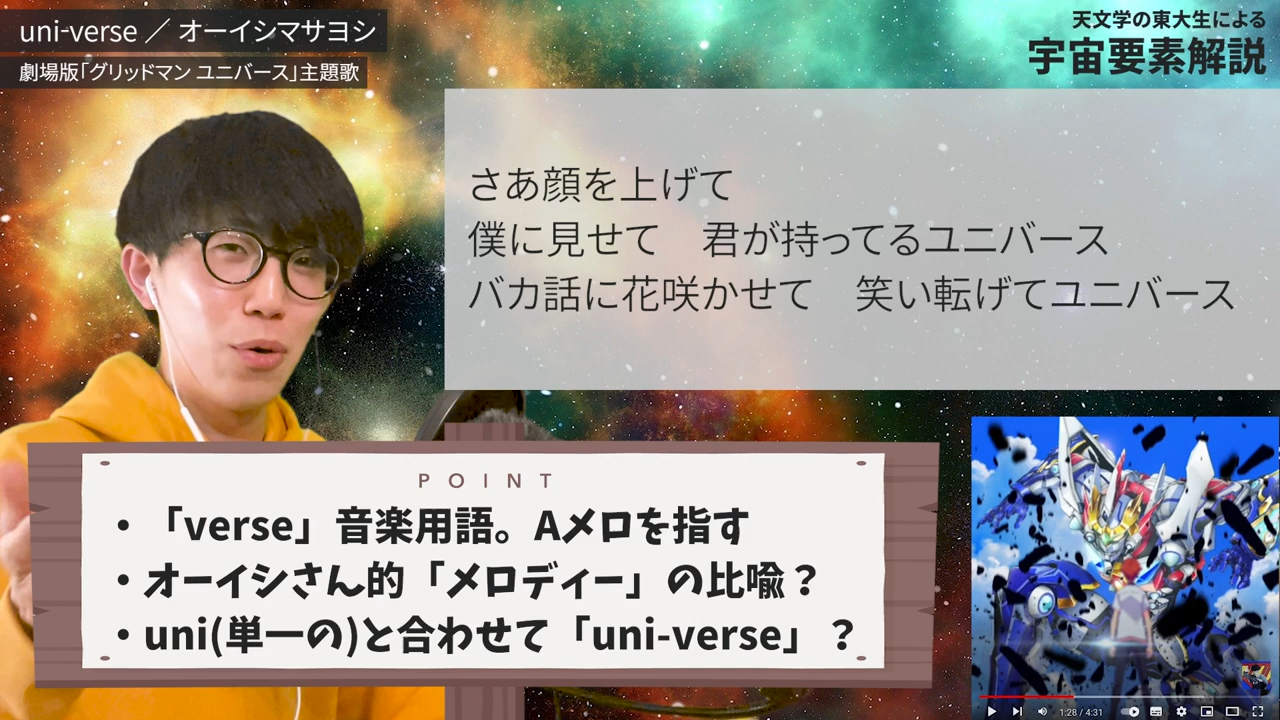 uni-verse ／ オーイシマサヨシ
劇場版「グリッドマン ユニバース」主題歌
天文学の東大生による
宇宙要素解説
さあ顔を上げて
僕に見せて　君が持ってるユニバース
バカ話に花咲かせて　笑い転げてユニバース
POINT
・「verse」音楽用語。Aメロを指す
・オーイシさん的「メロディー」の比喩？
・uni(単一の)と合わせて「uni-verse」？
1:28 / 4:31